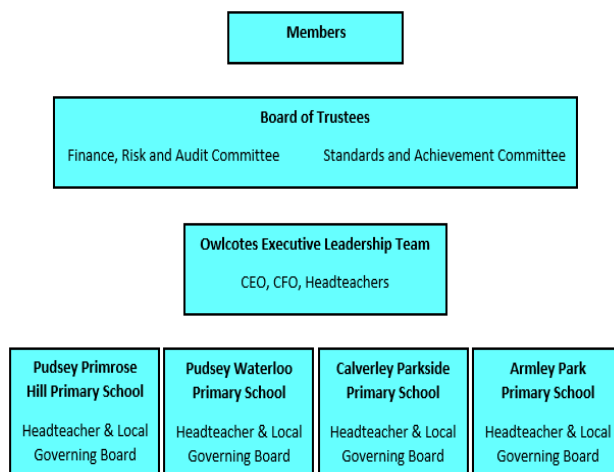 Members
Board of Trustees
Finance, Risk and Audit Committee Standards and Achievement Committee
Owlcotes Executive Leadership Team
CEO, CFO, Headteachers
Pudsey Primrose
Hill Primary School
Headteacher & Local
Governing Board
Pudsey Waterloo
Primary School
Headteacher & Local
Governing Board
Calverley Parkside
Primary School
Headteacher & Local
Governing Board
Armley Park
Primary School
Headteacher & Local
Governing Board